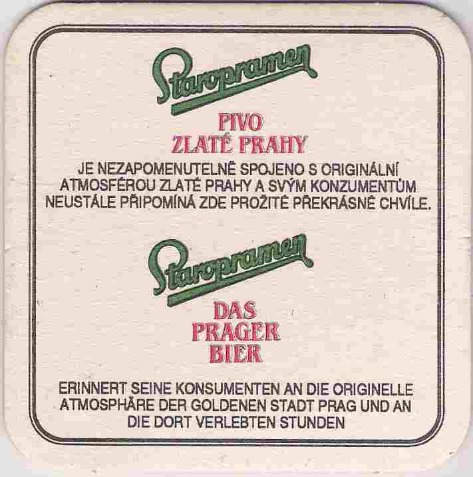 Staropramen
PIVO
ZLATÉ PRAHY
JE NEZAPOMENUTELNĚ SPOJENO S ORIGINÁLNÍ
ATMOSFÉROU ZLATÉ PRAHY A SVÝM KONZUMENTŮM
NEUSTÁLE PŘIPOMÍNÁ ZDE PROŽITÉ PŘEKRÁSNÉ CHVÍLE.
Staropramen
DAS
PRAGER
BIER
ERINNERT SEINE KONSUMENTEN AN DIE ORIGINELLE
ATMOSPHÄRE DER GOLDENEN STADT PRAG UND AN
DIE DORT VERLEBTEN STUNDEN